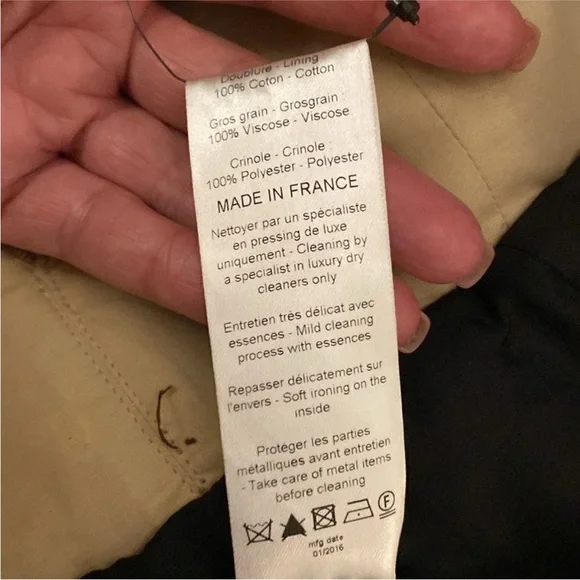 Doublure - Lining
100% Coton - Cotton
Gros grain - Grosgrain :
100% Viscose - Viscose
Crinole - Crinole :
100% Polyester - Polyester
MADE IN FRANCE
Nettoyer par un spécialiste
en pressing de luxe
uniquement - Cleaning by
a specialist in luxury dry
cleaners only
Entretien très délicat avec
essences - Mild cleaning
process with essences
Repasser délicatement sur
l'envers - Soft ironing on the
inside
Protéger les parties
métalliques avant entretien
- Take care of metal items
before cleaning
F
mfg date
01/2016